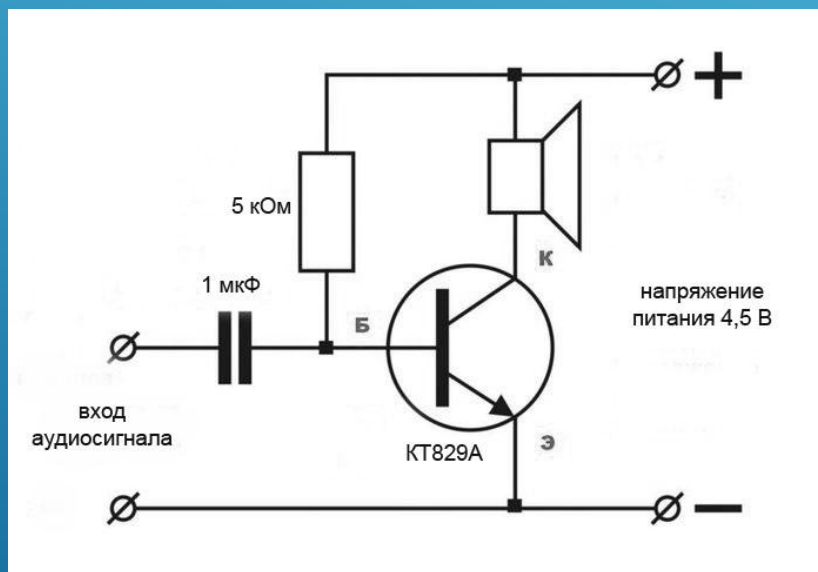 +
5 кОм
К
1 мкФ
Б
напряжение
питания 4,5 В
вход
аудиосигнала
КТ829А
Э
−